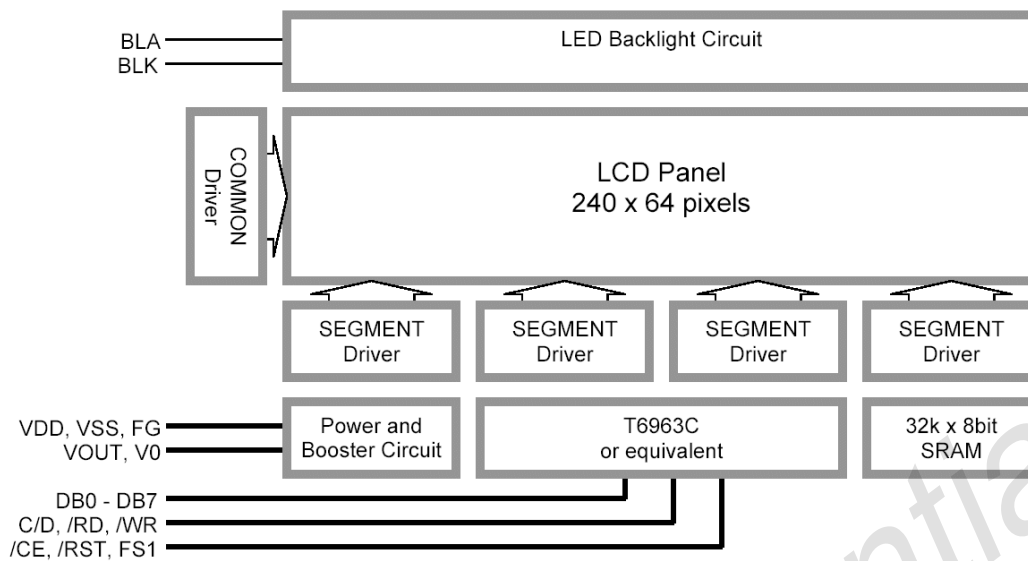 BLA
BLK
LED Backlight Circuit
COMMON
Driver
LCD Panel
240 x 64 pixels
SEGMENT
Driver
SEGMENT
Driver
SEGMENT
Driver
SEGMENT
Driver
VDD, VSS, FG
VOUT, V0
Power and
Booster Circuit
T6963C
or equivalent
32k x 8bit
SRAM
DB0 - DB7
C/D, /RD, /WR
/CE, /RST, FS1